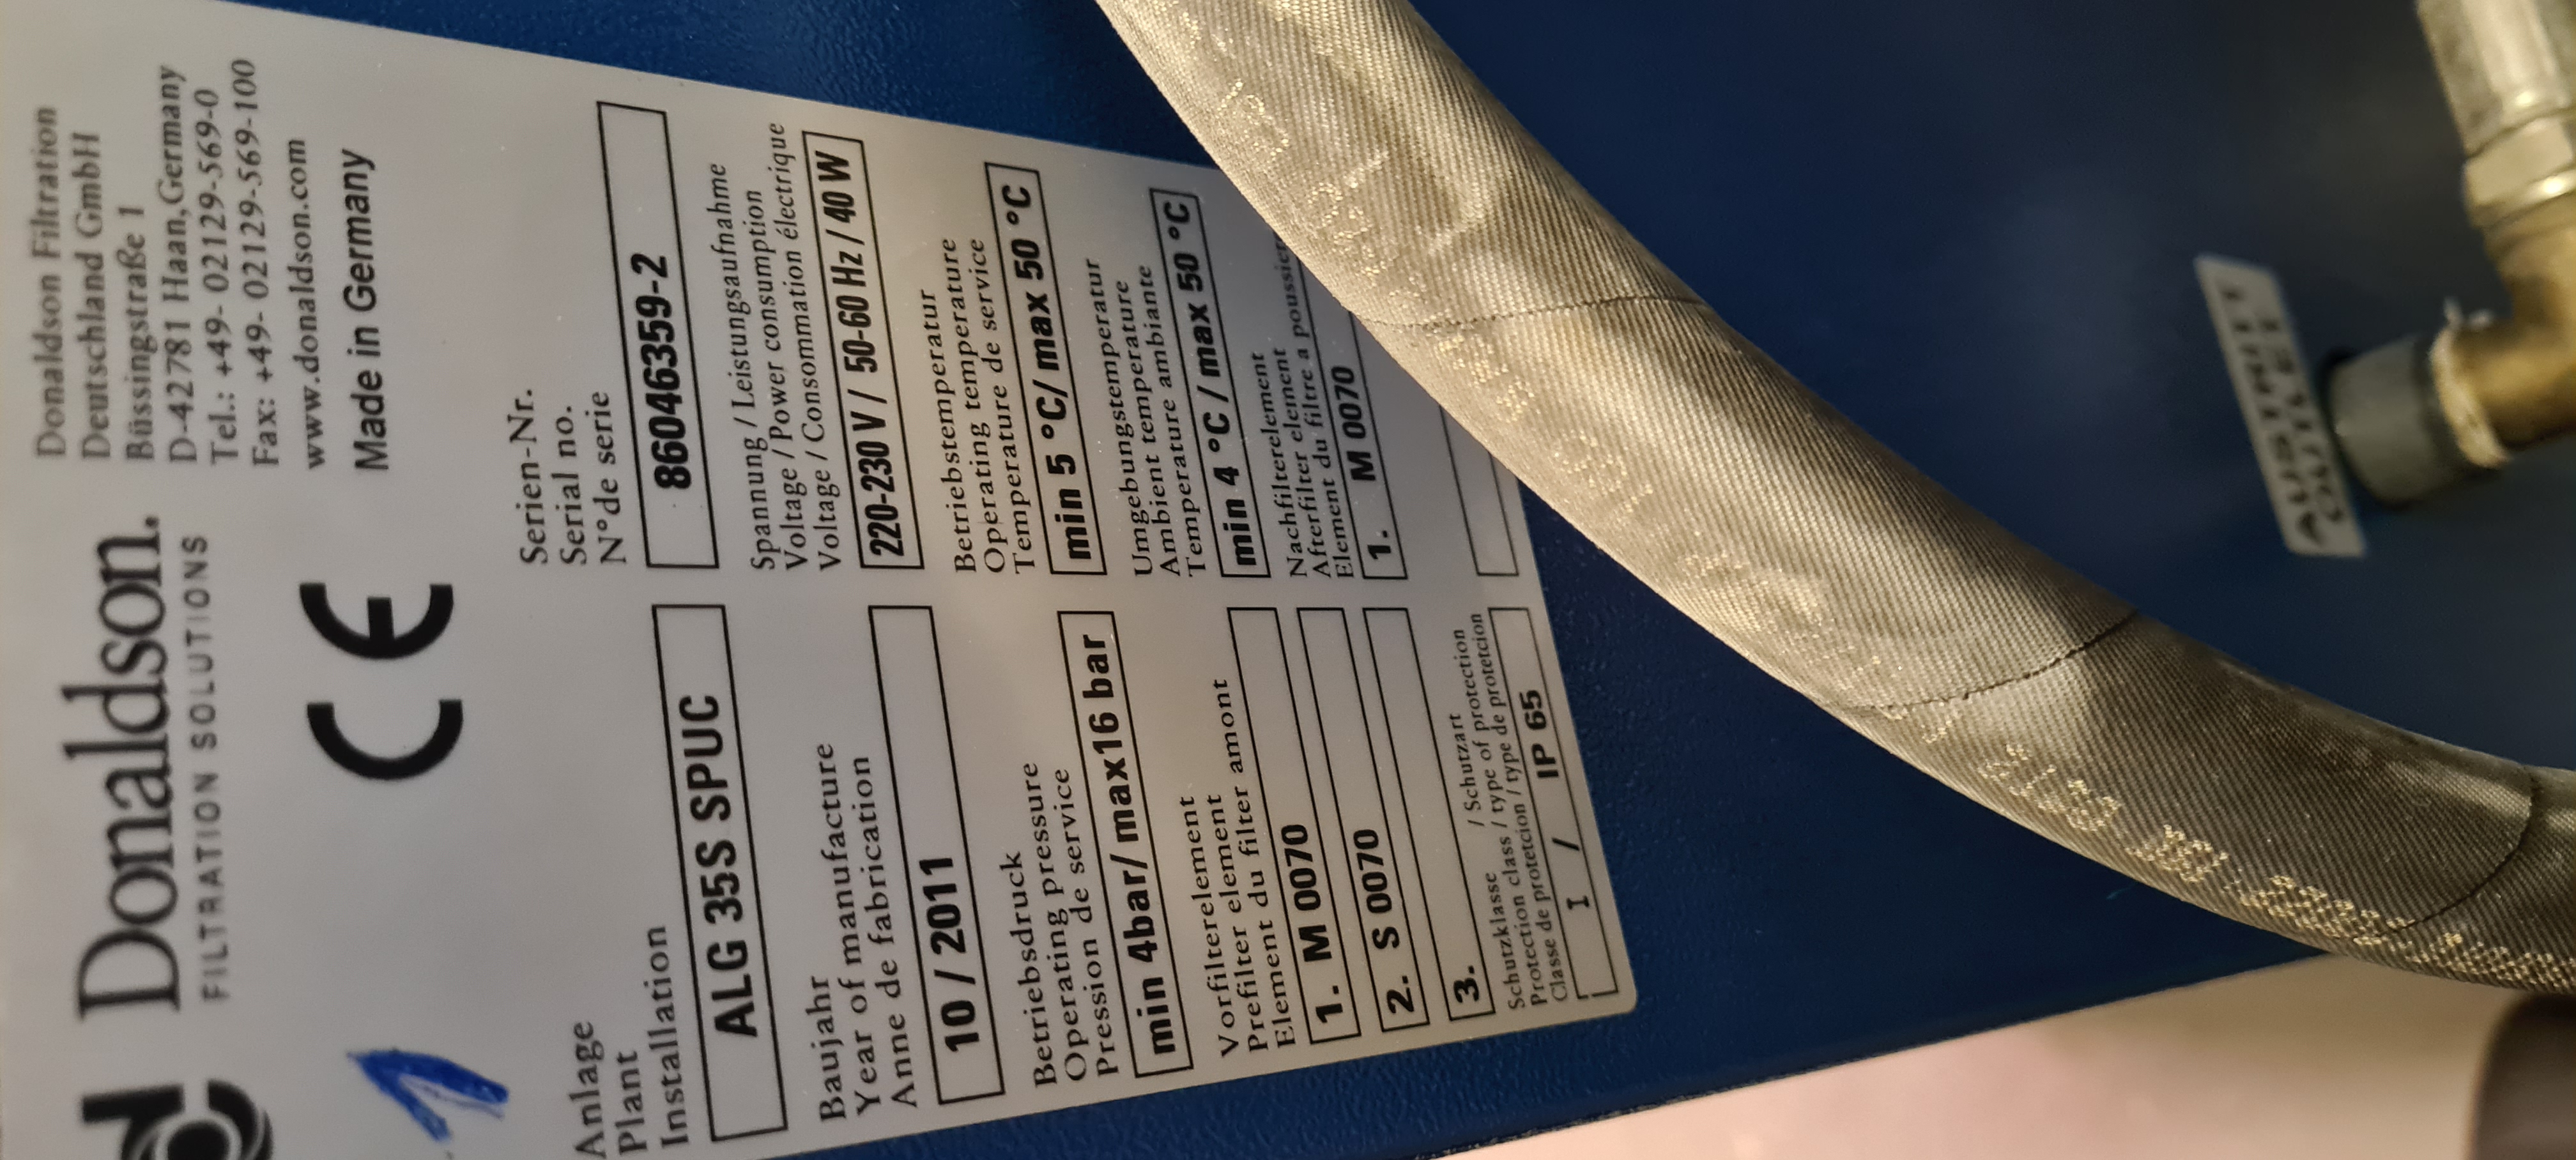 Donaldson.
FILTRATION SOLUTIONS
Donaldson Filtration
Deutschland GmbH
Büssingstraße 1
D-42781 Haan,Germany
Tel.: +49- 02129-569-0
Fax: +49- 02129-569-100
www.donaldson.com
Made in Germany
CE
1
Anlage
Plant
Installation
ALG 35S SPUC
Serien-Nr.
Serial no.
N°de serie
86046359-2
Baujahr
Year of manufacture
Anne de fabrication
10 / 2011
Spannung / Leistungsaufnahme
Voltage / Power consumption
Voltage / Consommation électrique
220-230 V / 50-60 Hz / 40 W
Betriebsdruck
Operating pressure
Pression de service
min 4bar/ max16 bar
Betriebstemperatur
Operating temperature
Temperature de service
min 5 °C/ max 50 °C
Umgebungstemperatur
Ambient temperature
Temperature ambiante
min 4 °C / max 50 °C
Vorfilterelement
Prefilter element
Element du filter amont
1. M 0070
2. S 0070
3.
Nachfilterelement
Afterfilter element
Element du filtre a
1. M 0070
Schutzklasse / Schutzart
Protection class / type of protection
Classe de protetcion / type de protetcion
I / IP 65
AUSTRITT
OUTLET